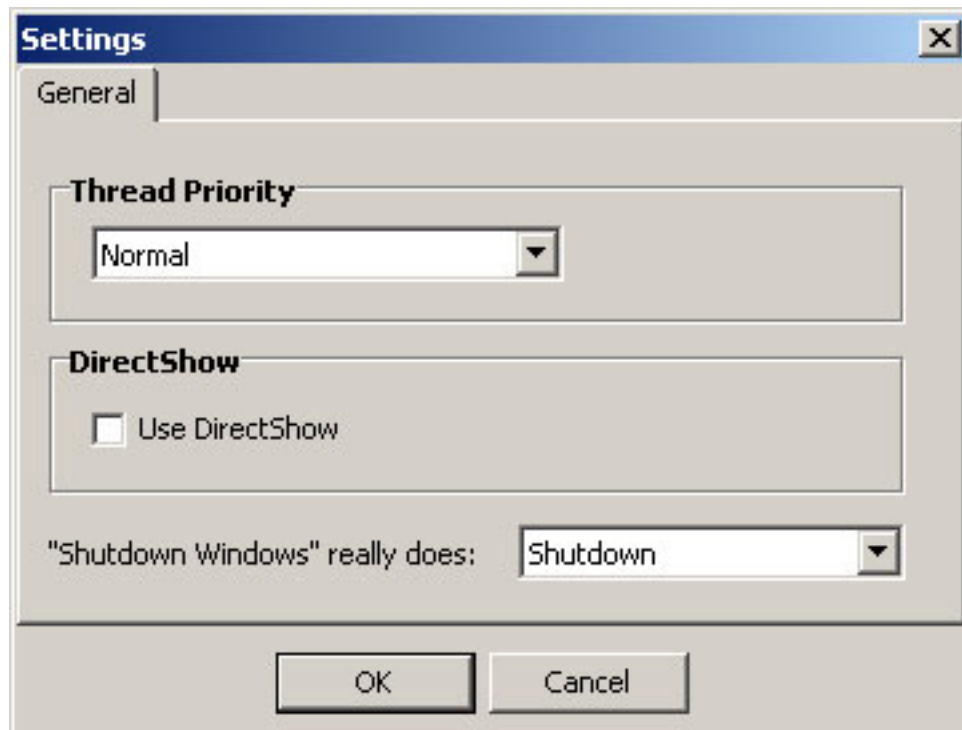 Settings
General
Thread Priority
Normal
DirectShow
Use DirectShow
"Shutdown Windows" really does: Shutdown
OK Cancel